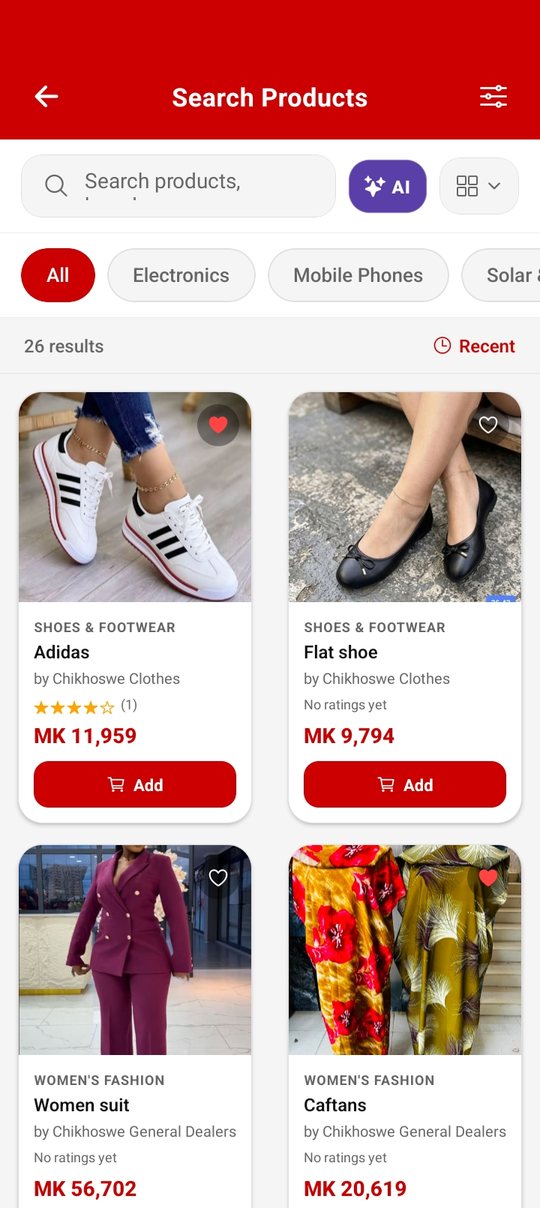 Search Products
Search products,
AI
All
Electronics
Mobile Phones
Solar &
26 results
Recent
SHOES & FOOTWEAR
Adidas
by Chikhoswe Clothes
(1)
MK 11,959
Add
SHOES & FOOTWEAR
Flat shoe
by Chikhoswe Clothes
No ratings yet
MK 9,794
Add
WOMEN'S FASHION
Women suit
by Chikhoswe General Dealers
No ratings yet
MK 56,702
WOMEN'S FASHION
Caftans
by Chikhoswe General Dealers
No ratings yet
MK 20,619